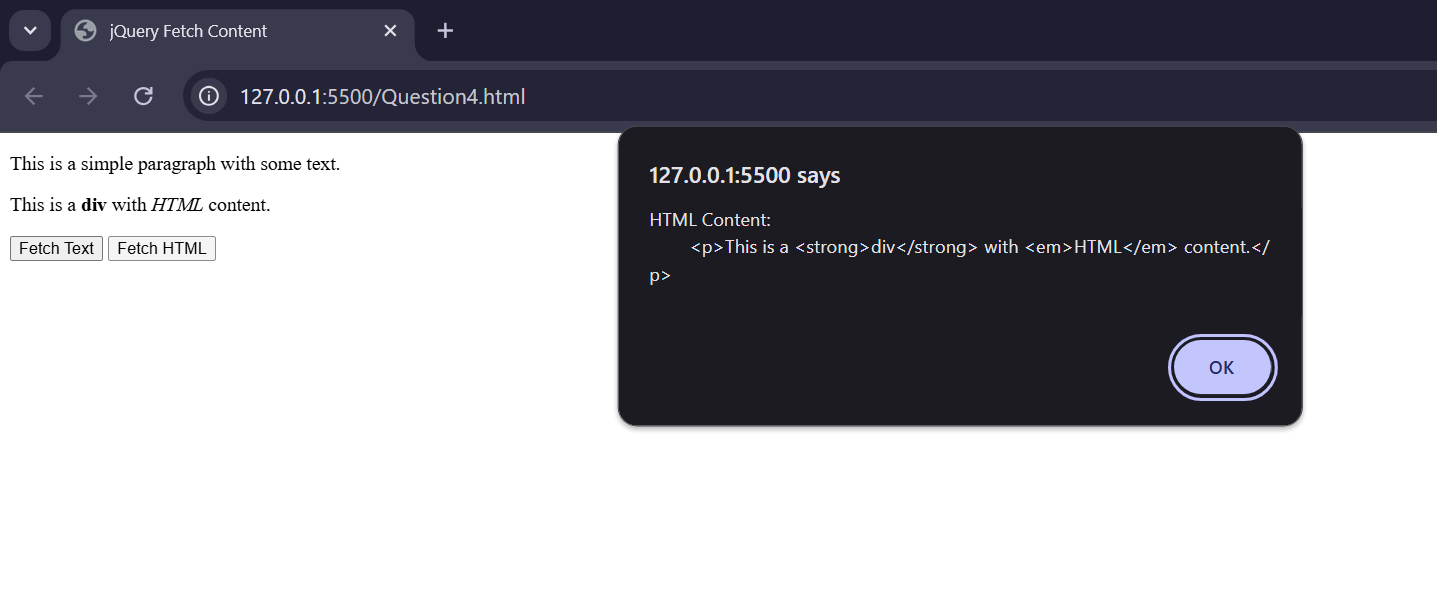 jQuery Fetch Content
127.0.0.1:5500/Question4.html
This is a simple paragraph with some text.
This is a div with HTML content.
Fetch Text Fetch HTML
127.0.0.1:5500 says
HTML Content:
<p>This is a <strong>div</strong> with <em>HTML</em> content.</
p>
OK